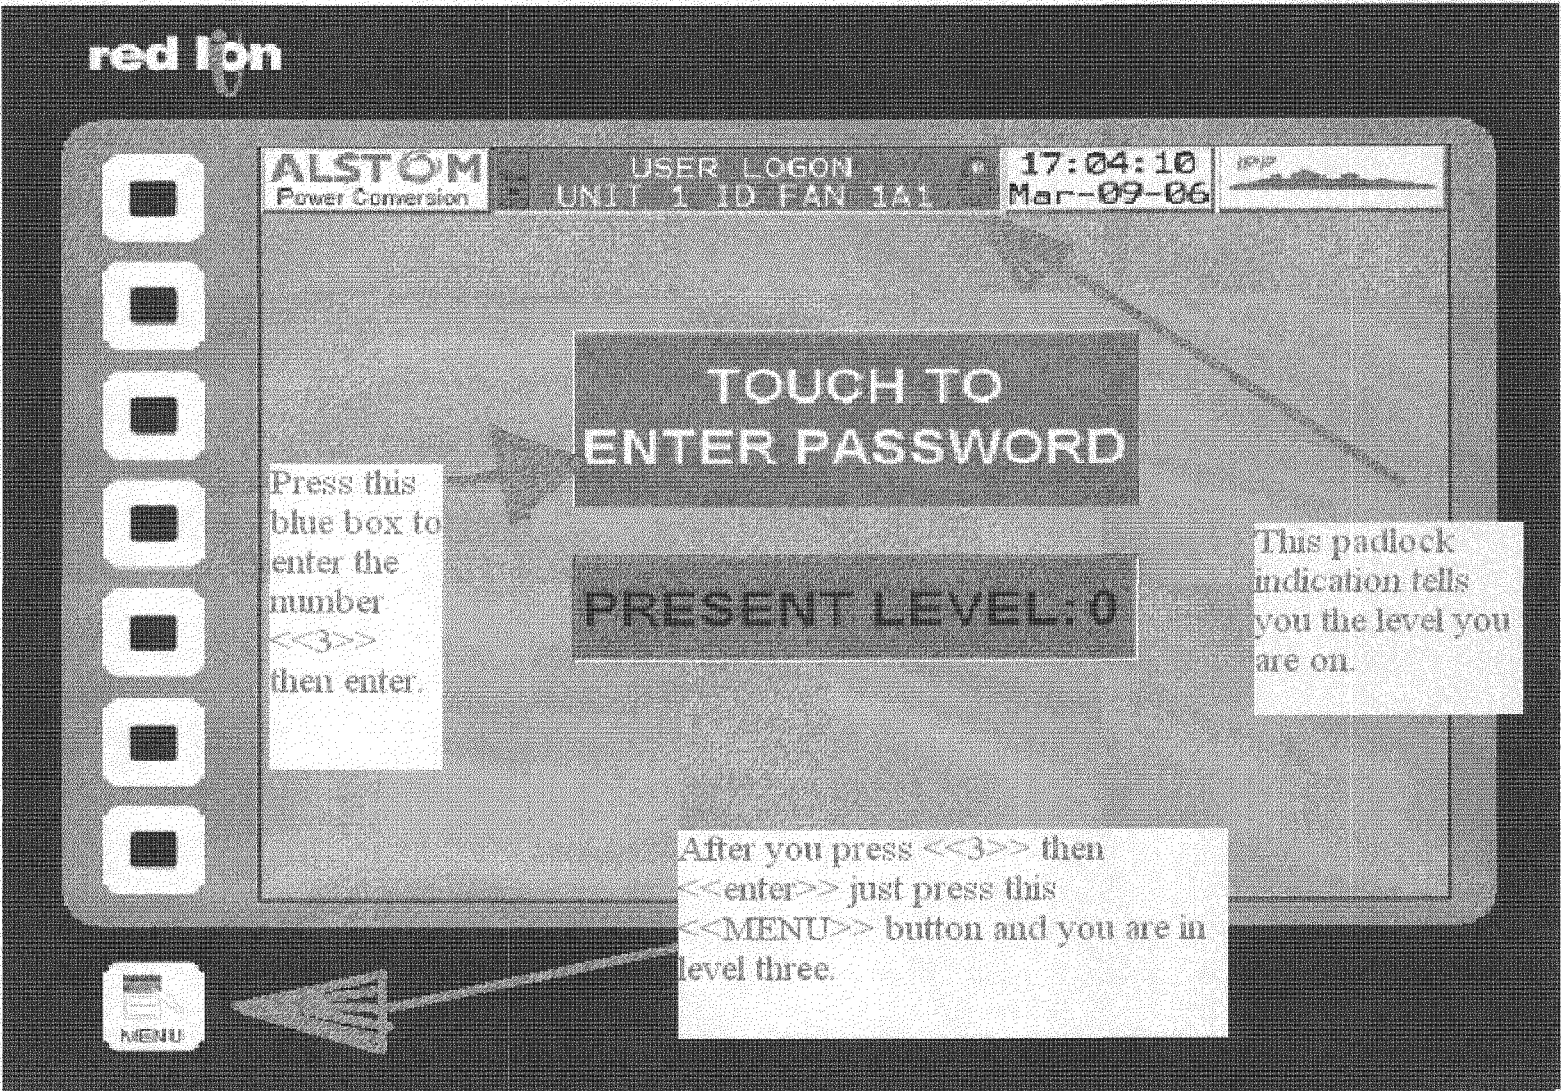 red lion
ALSTOM
Power Conversion
USER LOGON
UNIT 1 ID FAN 1A1
17:04:10
Mar-09-06
IPP
TOUCH TO
ENTER PASSWORD
Press this
blue box to
enter the
number
<<3>>
then enter.
PRESENT LEVEL: 0
This padlock
indication tells
you the level you
are on.
After you press <<3>> then
<<enter>> just press this
<<MENU>> button and you are in
level three.
MENU